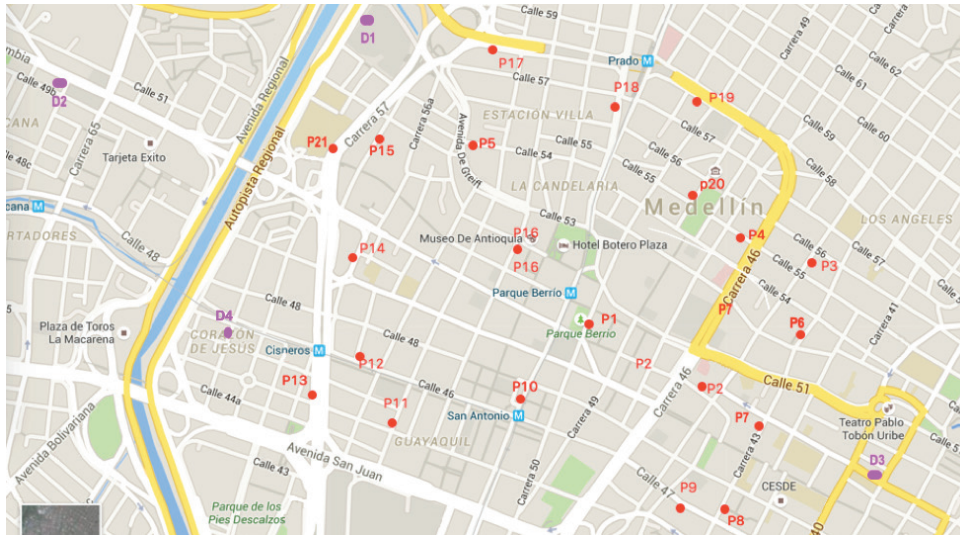 D1
Calle 59
Carrera 49
Calle 62
Avenida Regional
P17
Prado M
Calle 57
Calle 61
Calle 49b
Calle 51
D2
Carrera 57
Carrera 56a
P18
P19
ESTACIÓN VILLA
Calle 60
Carrera 65
Autopista Regional
Avenida De Greiff
P5
Calle 55
Calle 57
Calle 59
P21
P15
Calle 54
Calle 56
Tarjeta Exito
Calle 48c
LA CANDELARIA
Calle 55
p20
Calle 58
Medellín
M
Calle 53
LOS ANGELES
P16
P4
Museo De Antioquia
Hotel Botero Plaza
Calle 48
P14
P16
Calle 56
Calle 57
P3
Calle 55
Carrera 46
Parque Berrío M
Calle 54
Calle 48
P7
Carrera 41
D4
P1
P6
Plaza de Toros
La Macarena
CORAZÓN
DE JESÚS
Parque Berrio
Calle 48
Cisneros M
P12
P2
Calle 51
P13
Calle 46
P10
Carrera 46
P2
Calle 44a
P11
San Antonio M
Carrera 49
P7
Teatro Pablo
Tobón Uribe
Avenida Bolivariana
GUAYAQUIL
Carrera 43
Avenida San Juan
D3
Calle 43
Carrera 50
Calle 47
P9
CESDE
Parque de los
Pies Descalzos
P8